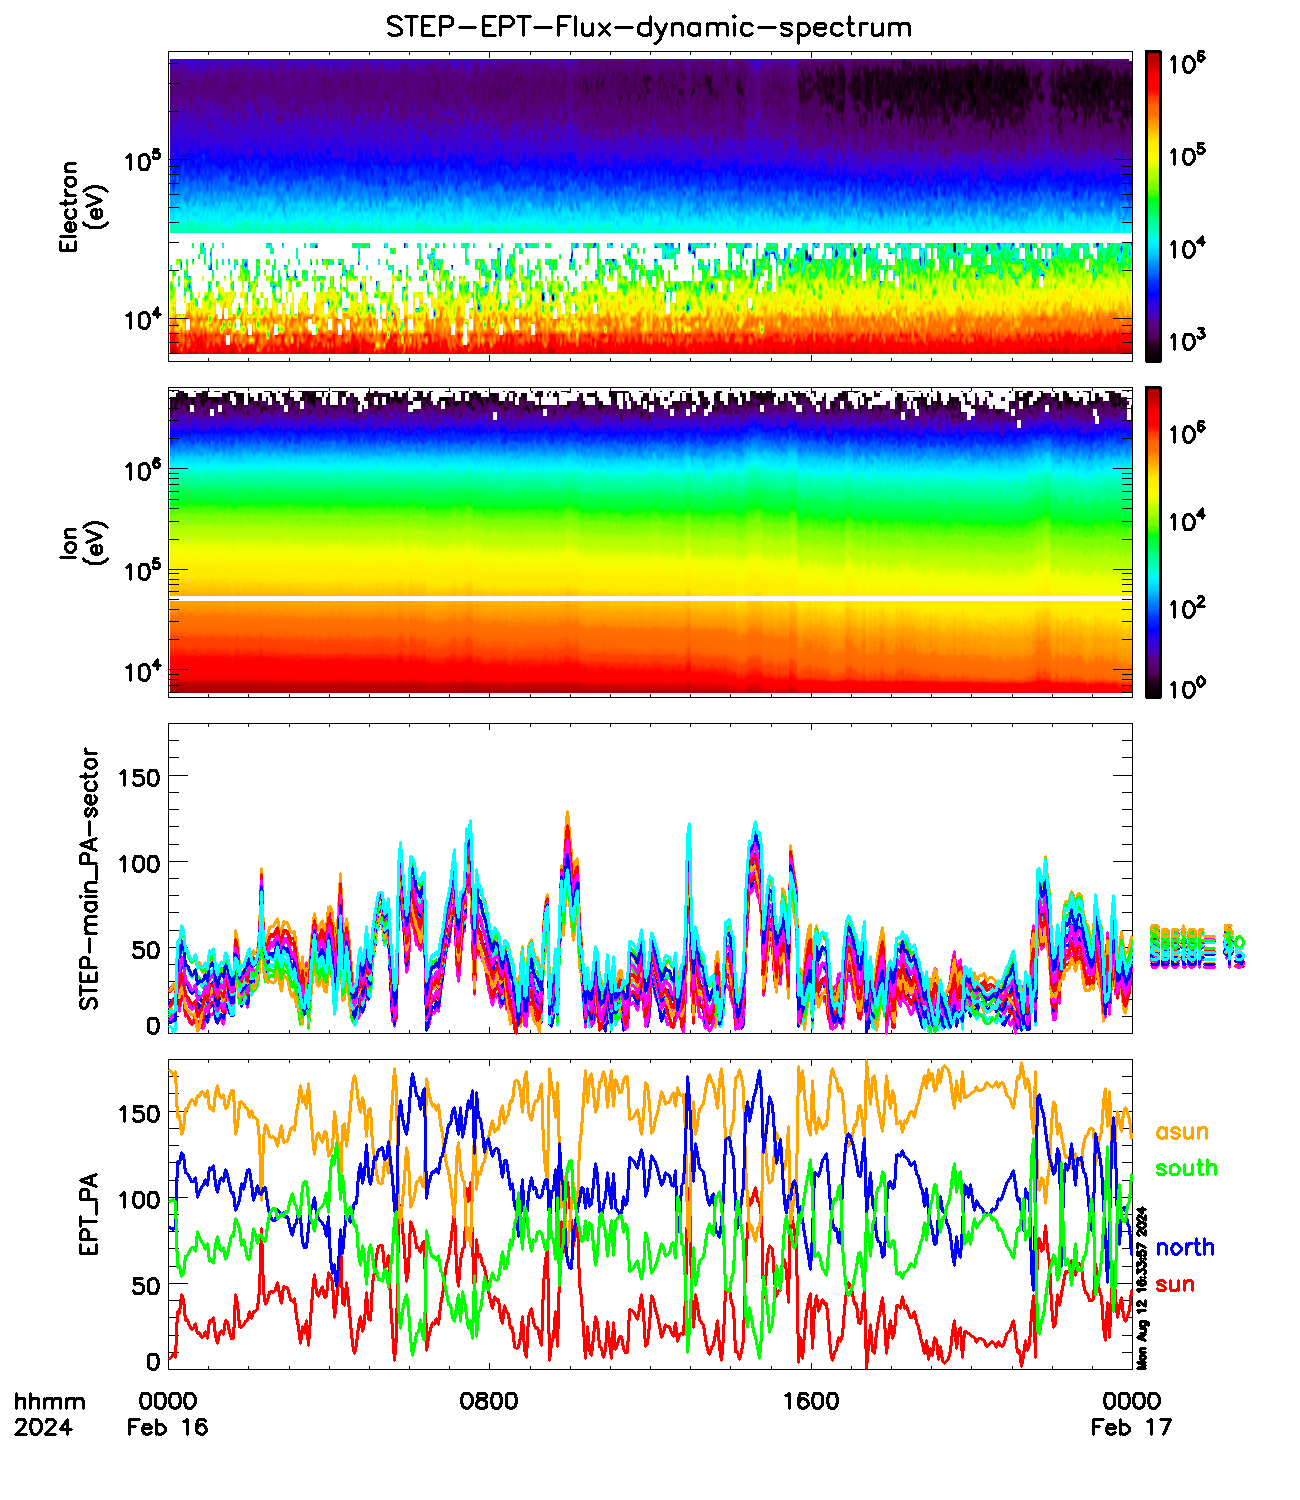 STEP-EPT-Flux-dynamic-spectrum
Electron
(eV)
10^5
10^4
10^6
10^5
10^4
10^3
Ion
(eV)
10^6
10^5
10^4
10^6
10^4
10^2
10^0
STEP-main_PA-sector
150
100
50
0
EPT_PA
150
100
50
0
asun
south
north
sun
Mon Aug 12 16:33:57 2024
hhmm 0000 0800 1600 0000
2024 Feb 16 Feb 17